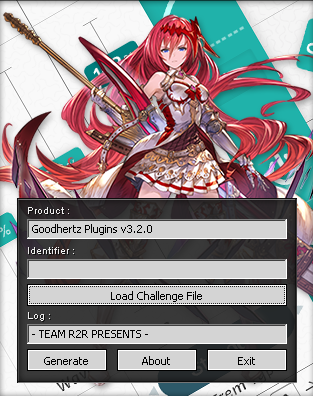 Product :
Goodhertz Plugins v3.2.0
Identifier :
Load Challenge File
Log :
- TEAM R2R PRESENTS -
Generate
About
Exit